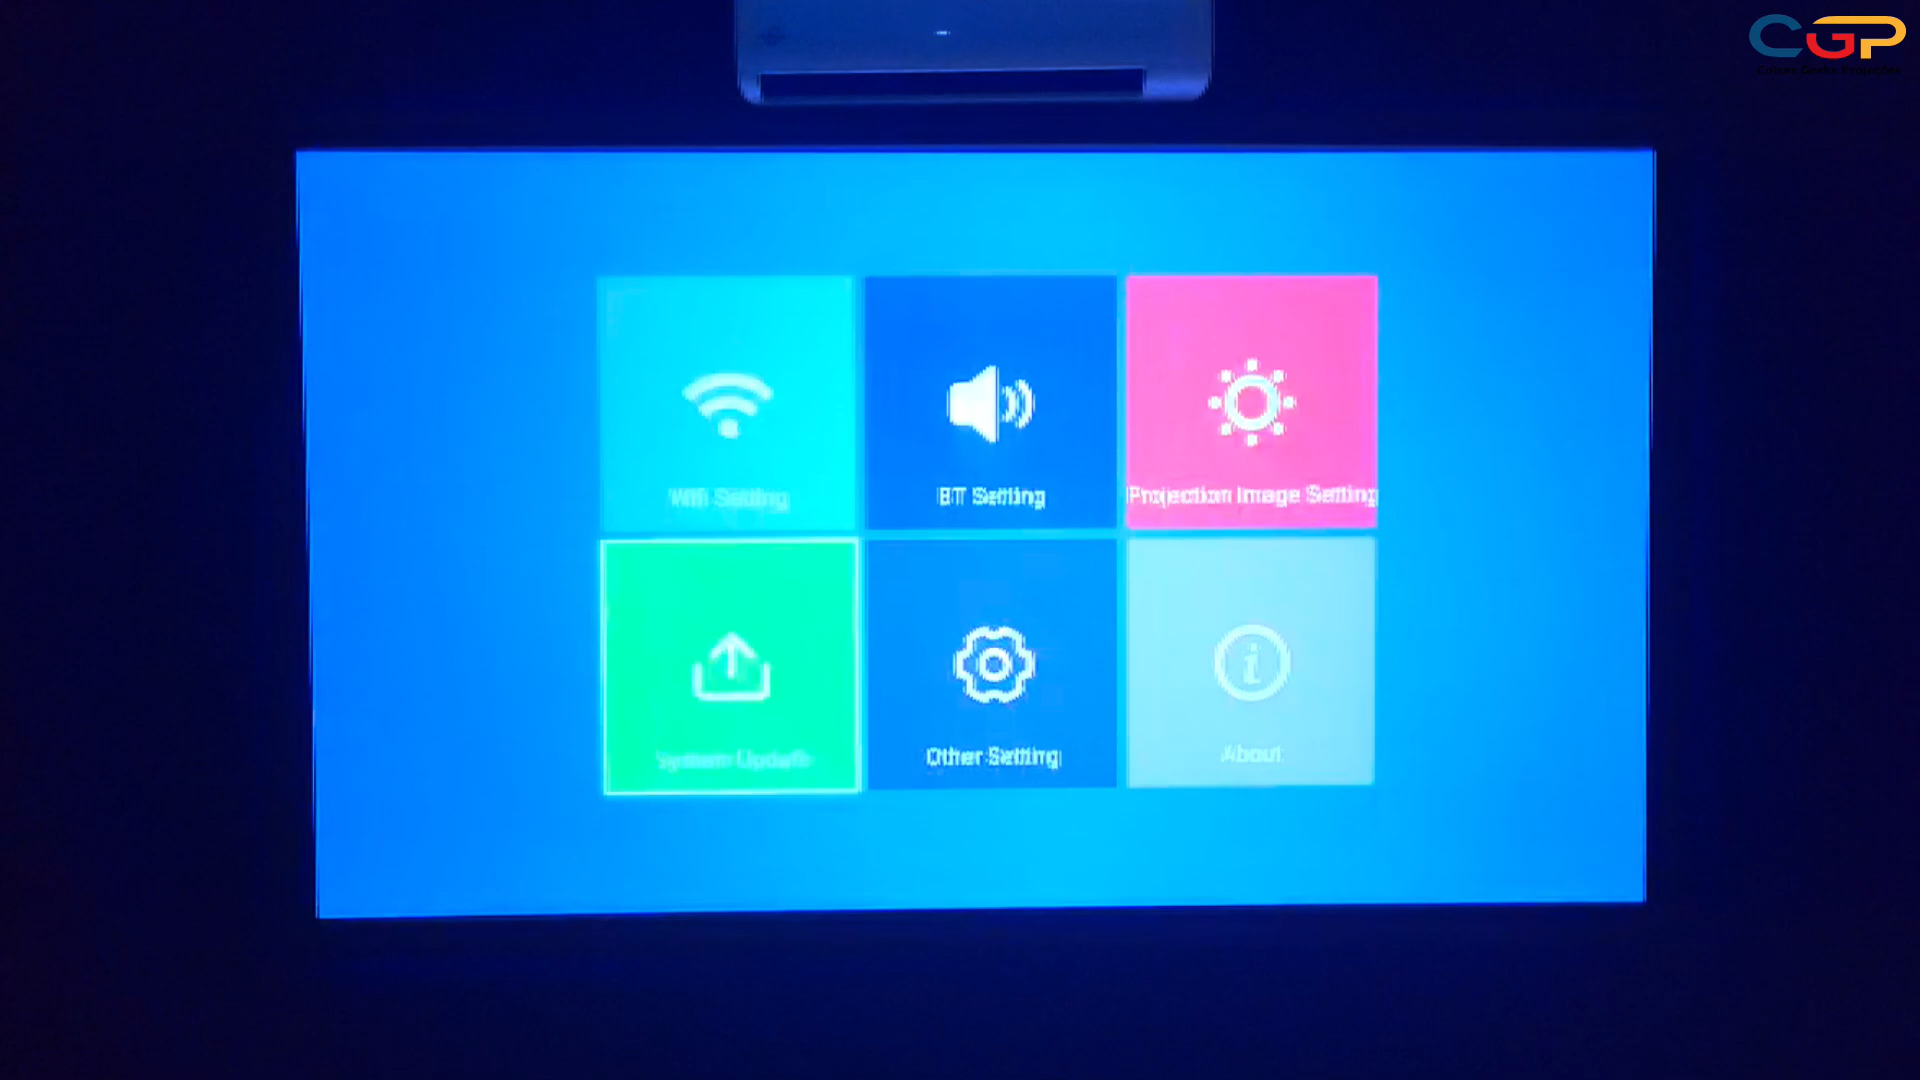 CGP
Wifi Setting
BT Setting
Projection Image Setting
System Update
Other Setting
About